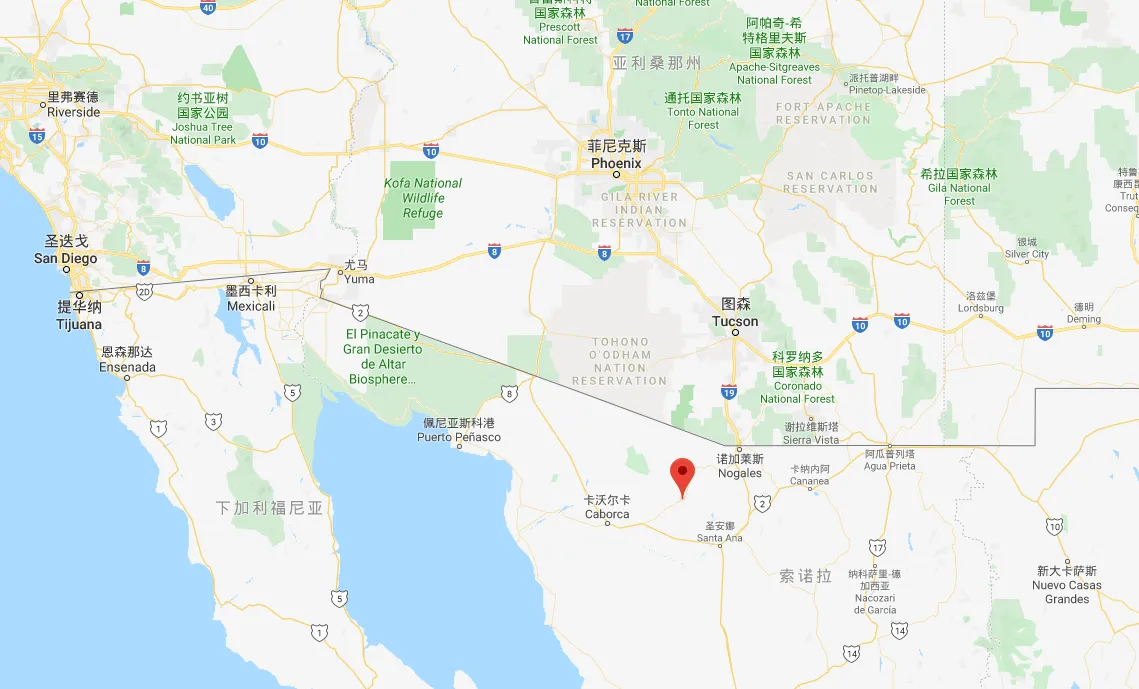 40
国家森林
Prescott
National Forest
17
National Forest
阿帕奇-希
特格里夫斯
国家森林
Apache-Sitgreaves
National Forest
亚利桑那州
派托普湖畔
Pinetop-Lakeside
里弗赛德
Riverside
约书亚树
国家公园
Joshua Tree
National Park
通托国家森林
Tonto National
Forest
FORT APACHE
RESERVATION
15
10
10
菲尼克斯
Phoenix
Kofa National
Wildlife
Refuge
SAN CARLOS
RESERVATION
希拉国家森林
Gila National
Forest
GILA RIVER
INDIAN
RESERVATION
圣迭戈
San Diego
8
8
8
银城
Silver City
尤马
Yuma
2D
墨西卡利
Mexicali
提华纳
Tijuana
2
图森
Tucson
洛兹堡
Lordsburg
德明
Deming
10
10
10
El Pinacate y
Gran Desierto
de Altar
Biosphere...
TOHONO
O'ODHAM
NATION
RESERVATION
恩森那达
Ensenada
科罗纳多
国家森林
Coronado
National Forest
5
8
19
1
3
佩尼亚斯科港
Puerto Peñasco
谢拉维斯塔
Sierra Vista
诺加莱斯
Nogales
阿瓜普列塔
Agua Prieta
卡纳内阿
Cananea
下加利福尼亚
卡沃尔卡
Caborca
2
圣安娜
Santa Ana
10
17
索诺拉
纳科萨里-德
加西亚
Nacozari
de García
新大卡萨斯
Nuevo Casas
Grandes
5
1
14
14